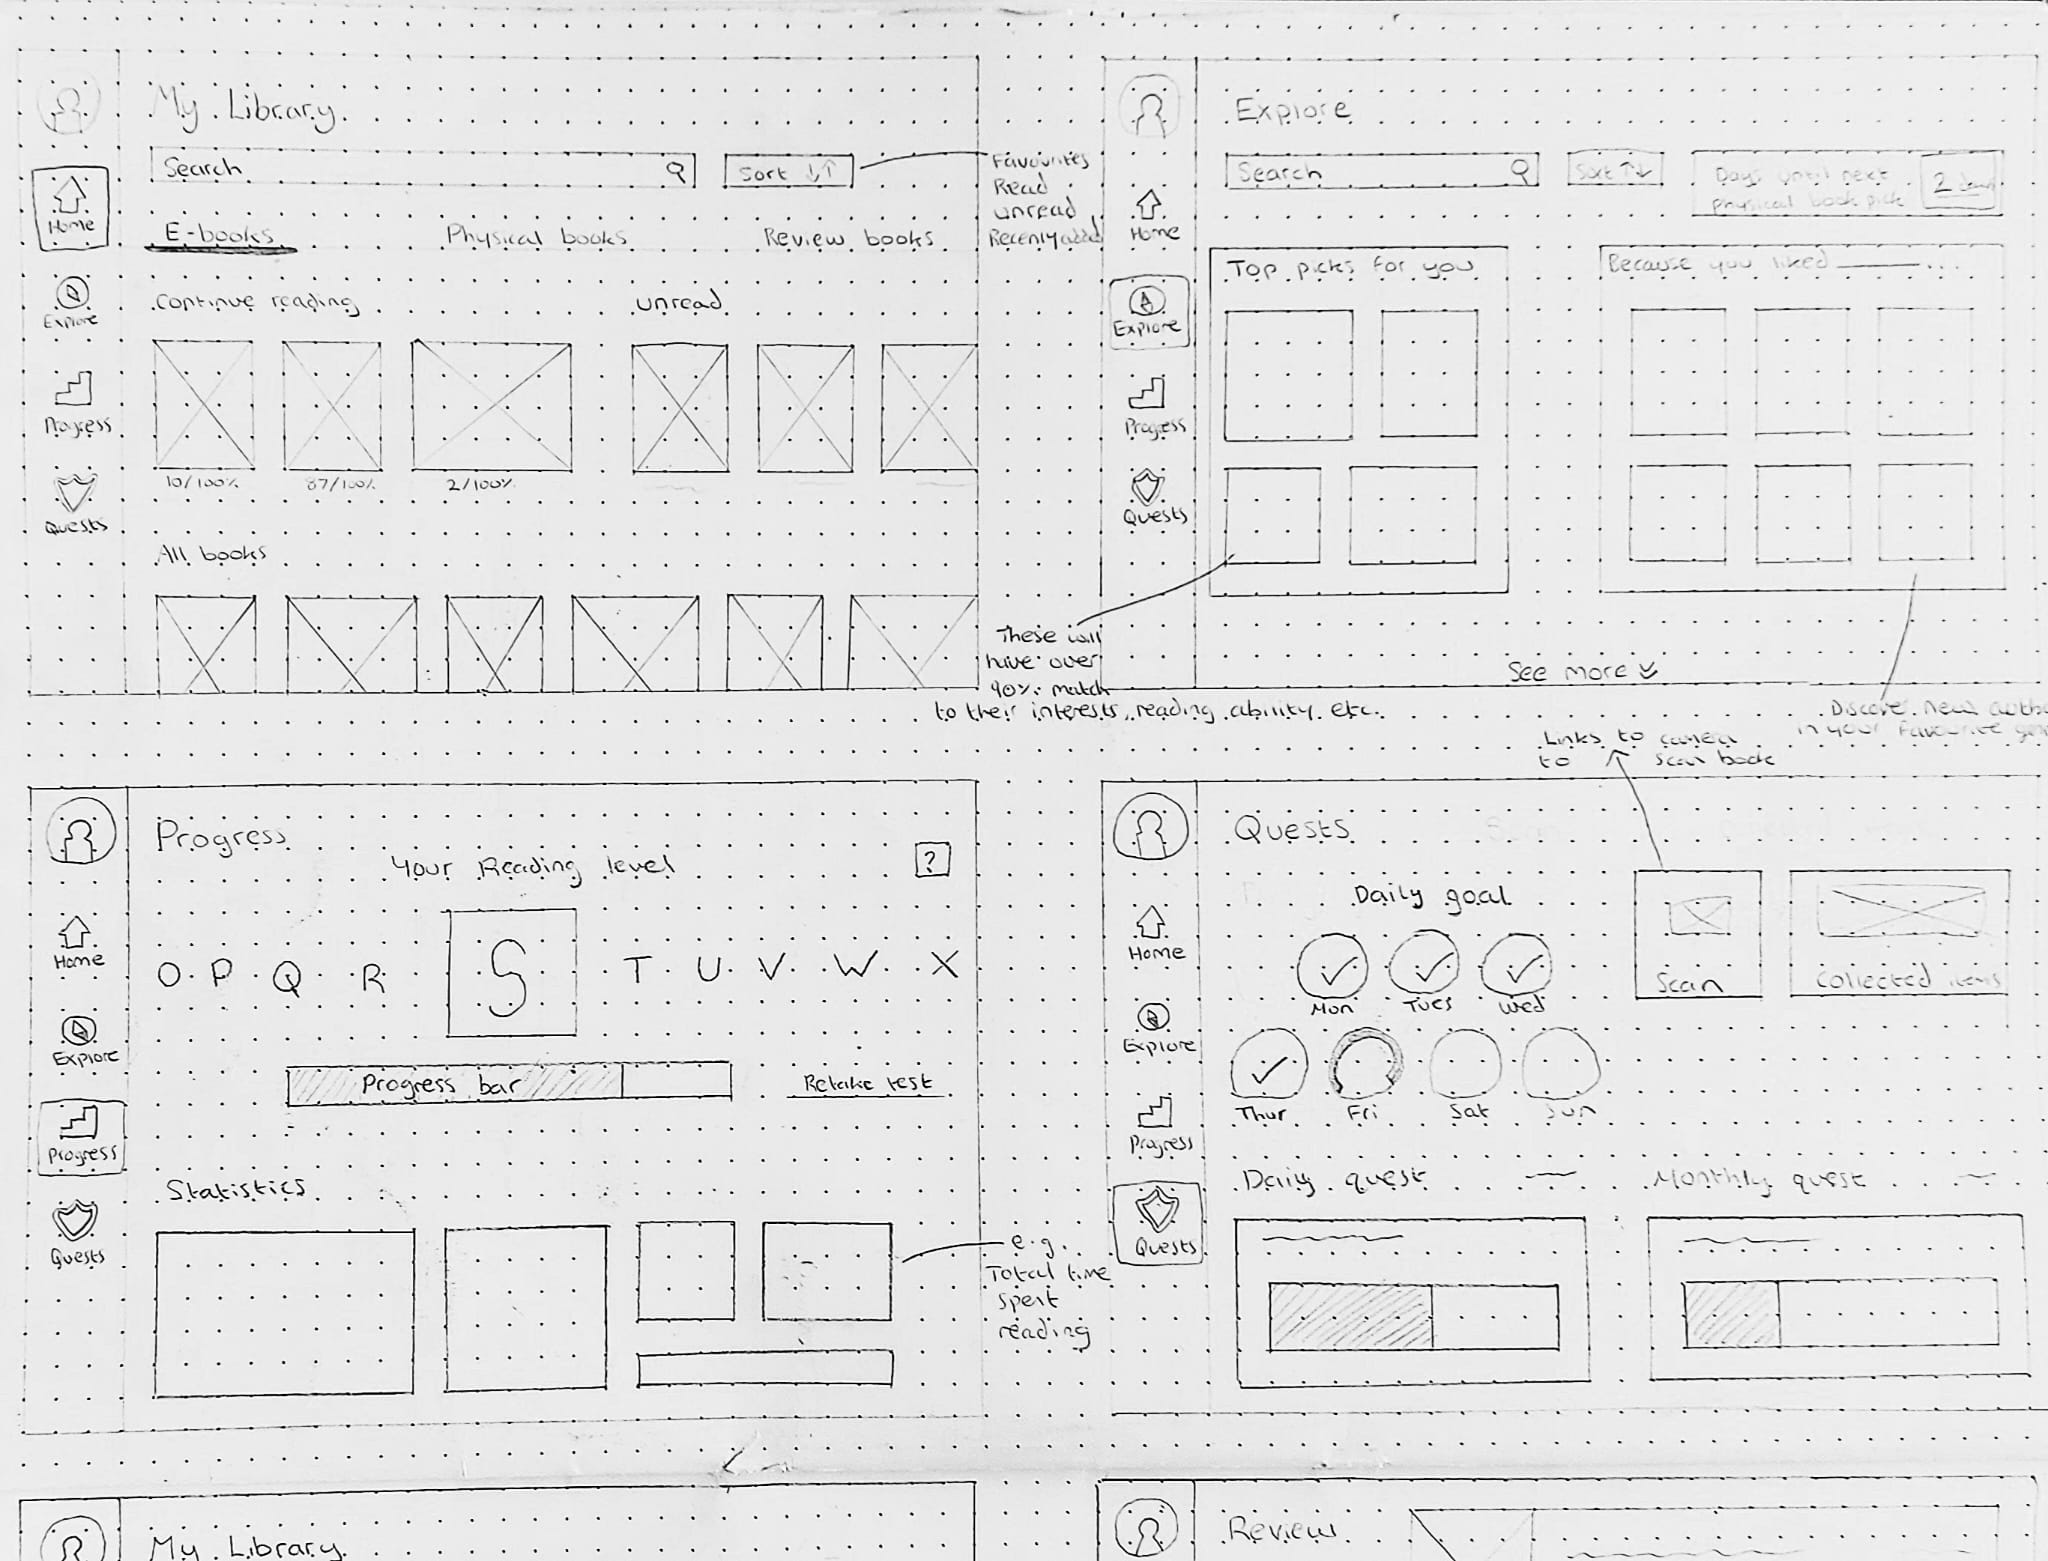 My Library
Search
Sort ↓↑
Favourites
Read
unread
Recently added
Home
E-books
Physical books
Review books
Explore
Continue reading
unread
Progress
10/100%
87/100%
2/100%
Quests
All books
Explore
Search
Sort ↑↓
Days until next
physical book pick
2 days
Home
Top picks for you
Because you liked
Explore
Progress
Quests
These will
have over
90% match
to their interests, reading ability etc.
See more
Discover new
in your favourite
Links to camera
to scan book
Progress
Your Reading level
?
Home
O P Q R S T U V W X
Explore
Progress bar
Retake test
Progress
Statistics
Quests
e.g.
Total time
spent
reading
Quests
Daily goal
Home
Scan
Collected items
Mon
Tues
Wed
Explore
Thur
Fri
Sat
Sun
Progress
Daily quest
Monthly quest
Quests
My Library
Review